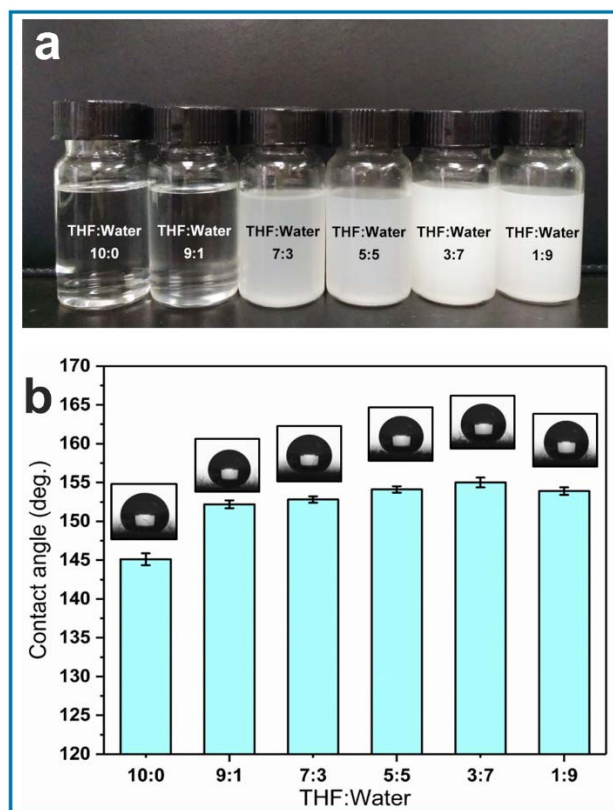 a
THF:Water
10:0
THF:Water
9:1
THF:Water
7:3
THF:Water
5:5
THF:Water
3:7
THF:Water
1:9
b
Contact angle (deg.)
170
165
160
155
150
145
140
135
130
125
120
10:0 9:1 7:3 5:5 3:7 1:9
THF:Water